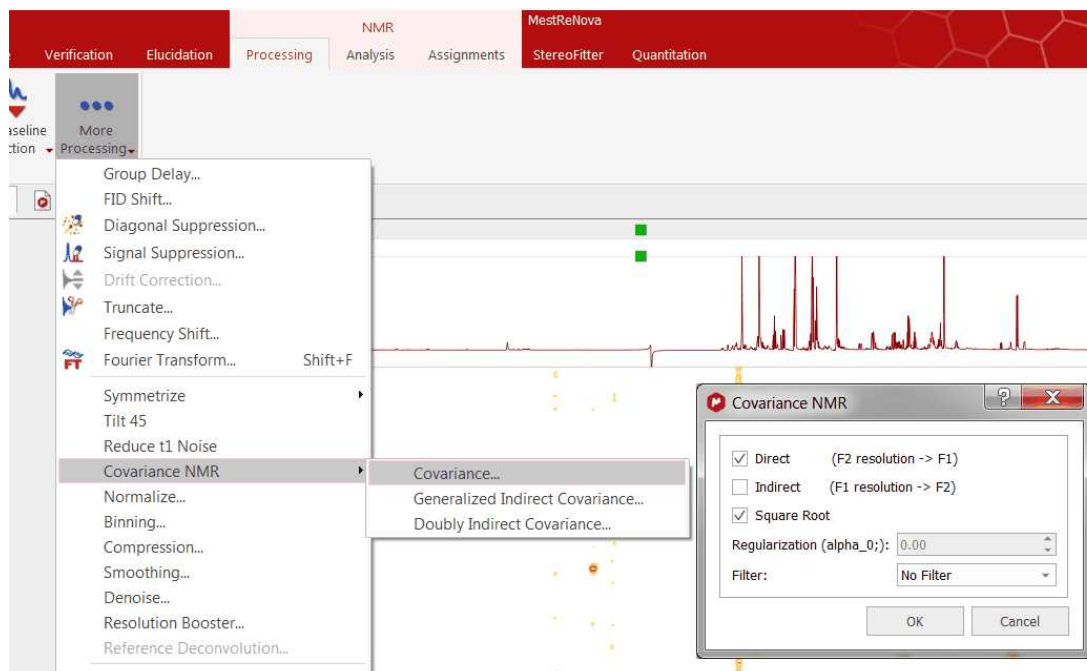 NMR
MestReNova
Verification
Elucidation
Processing
Analysis
Assignments
StereoFitter
Quantitation
More
Processing
Group Delay...
FID Shift...
Diagonal Suppression...
Signal Suppression...
Drift Correction...
Truncate...
Frequency Shift...
FT Fourier Transform... Shift+F
Symmetrize
Tilt 45
Reduce t1 Noise
Covariance NMR
Normalize...
Binning...
Compression...
Smoothing...
Denoise...
Resolution Booster...
Reference Deconvolution...
Covariance...
Generalized Indirect Covariance...
Doubly Indirect Covariance...
Covariance NMR
Direct (F2 resolution -> F1)
Indirect (F1 resolution -> F2)
Square Root
Regularization (alpha_0;): 0.00
Filter: No Filter
OK Cancel